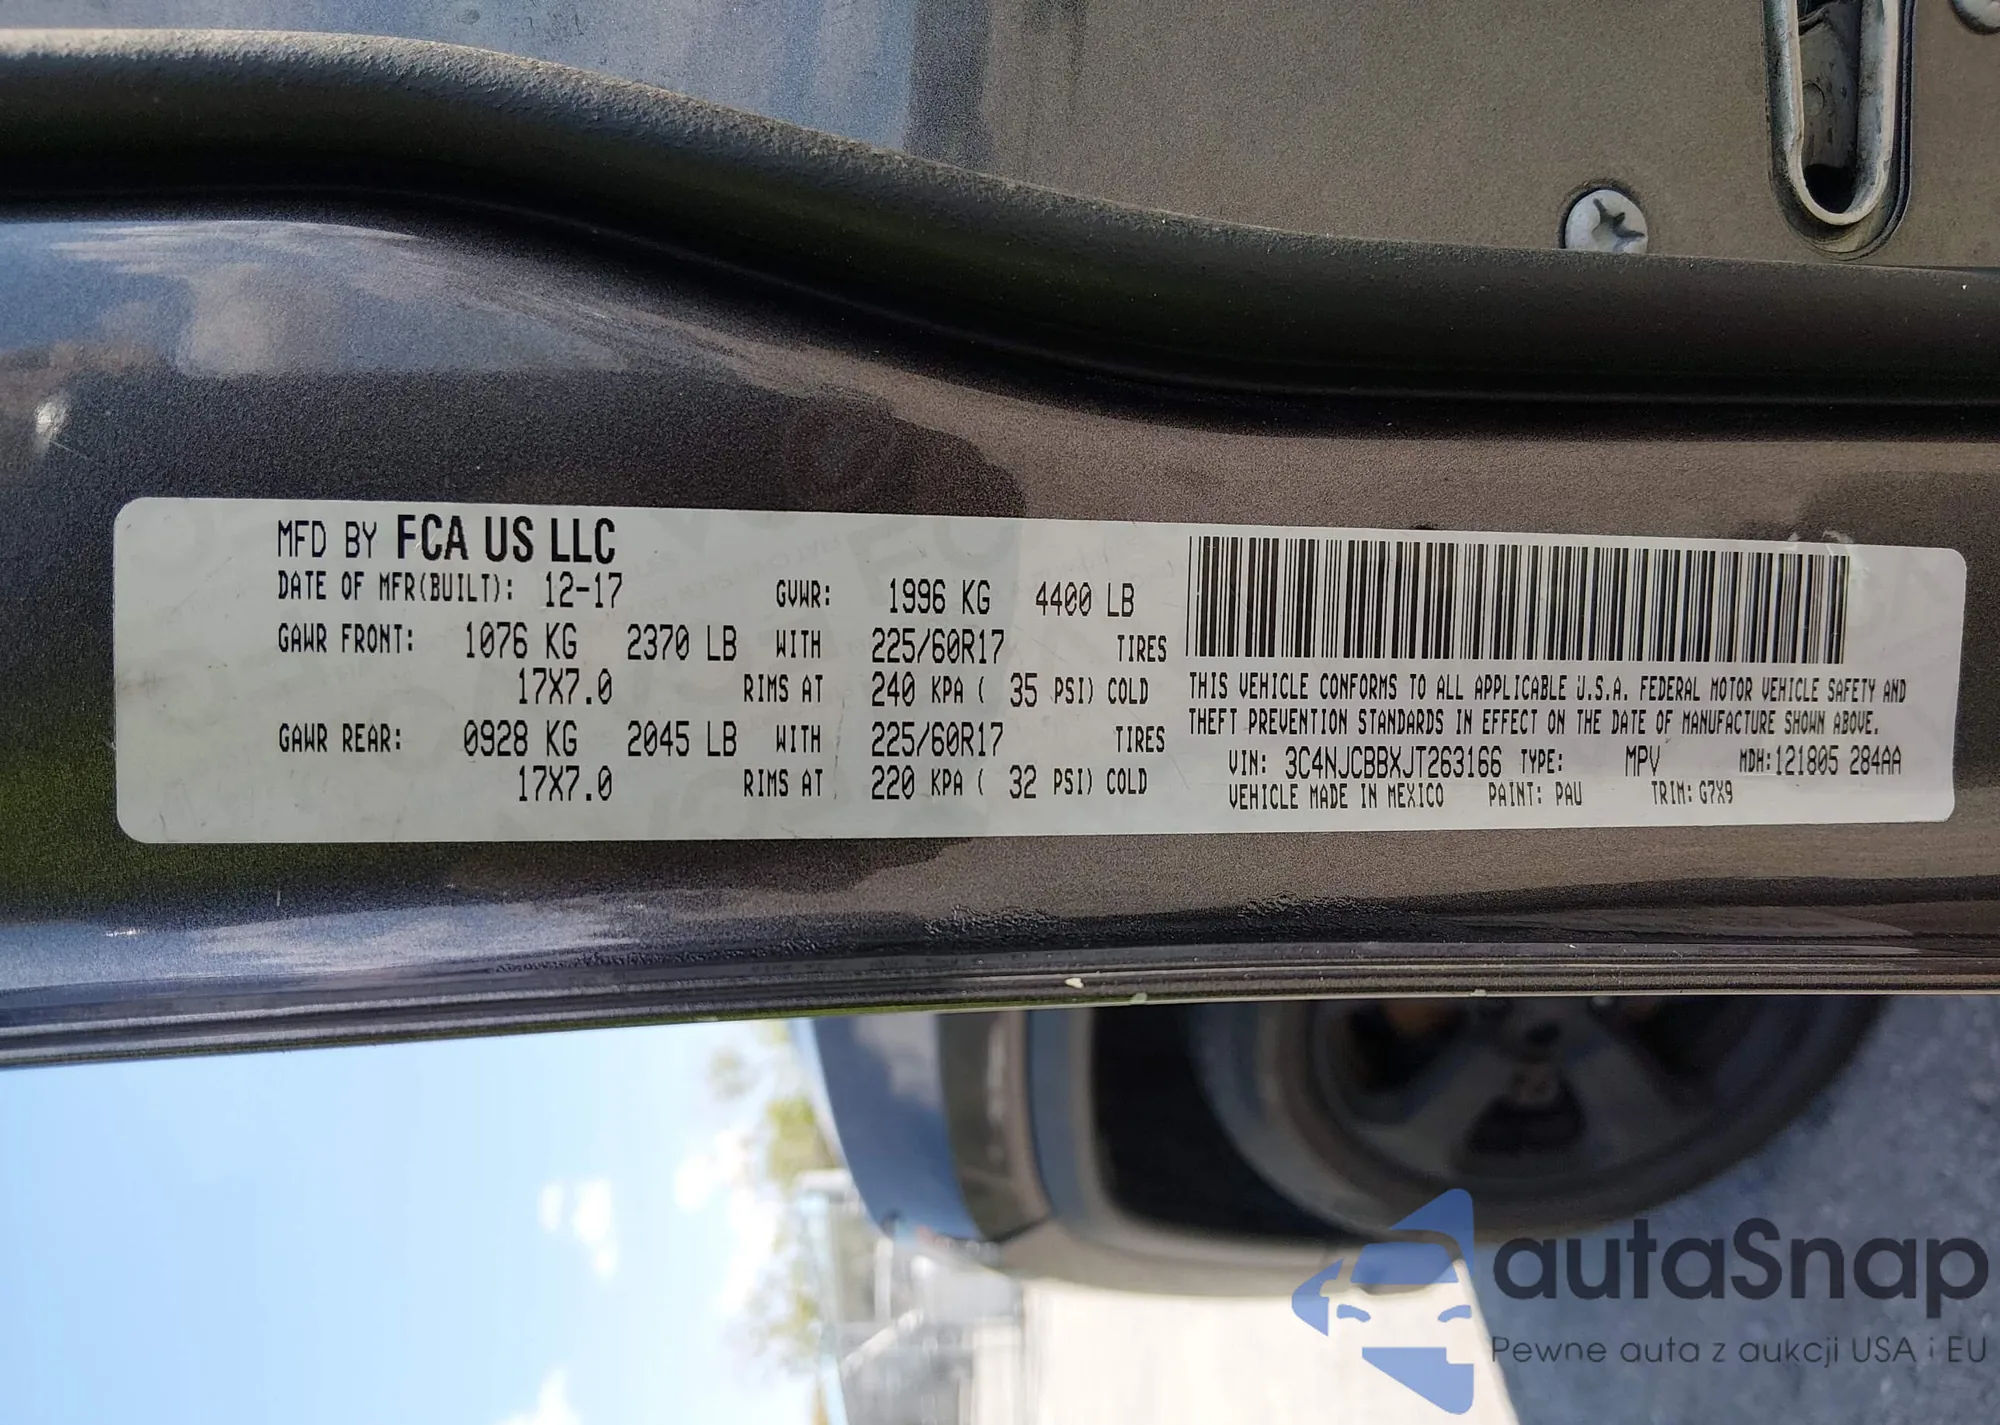 MFD BY FCA US LLC
DATE OF MFR(BUILT): 12-17 GVWR: 1996 KG 4400 LB
GAWR FRONT: 1076 KG 2370 LB WITH 225/60R17 TIRES
17X7.0 RIMS AT 240 KPA ( 35 PSI) COLD
GAWR REAR: 0928 KG 2045 LB WITH 225/60R17 TIRES
17X7.0 RIMS AT 220 KPA ( 32 PSI) COLD
THIS VEHICLE CONFORMS TO ALL APPLICABLE U.S.A. FEDERAL MOTOR VEHICLE SAFETY AND
THEFT PREVENTION STANDARDS IN EFFECT ON THE DATE OF MANUFACTURE SHOWN ABOVE.
VIN: 3C4NJCBBXJT263166 TYPE: MPV MDH:121805 284AA
VEHICLE MADE IN MEXICO PAINT: PAU TRIM: G7X9
autaSnap
Pewne auta z aukcji USA i EU